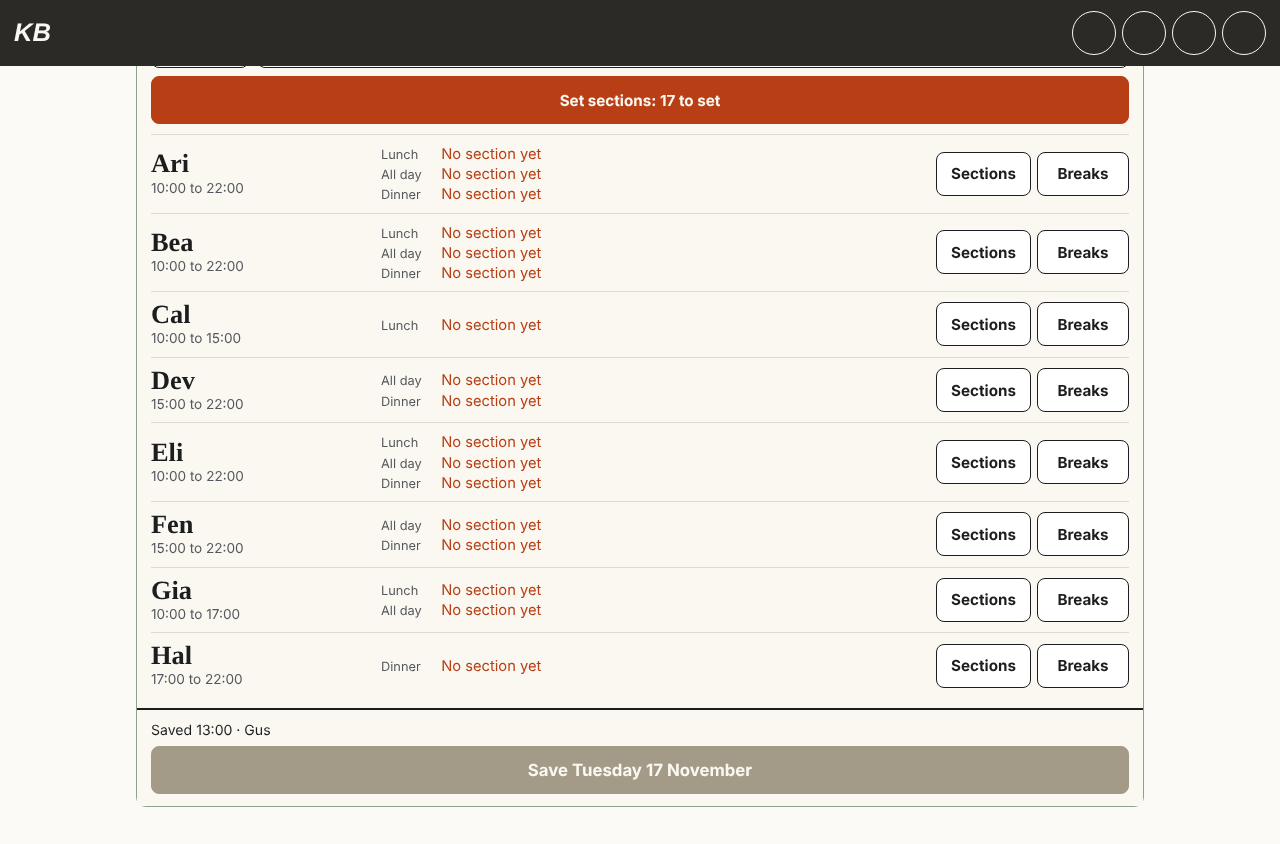 KB
Set sections: 17 to set
Ari
10:00 to 22:00
Lunch No section yet
All day No section yet
Dinner No section yet
Sections
Breaks
Bea
10:00 to 22:00
Lunch No section yet
All day No section yet
Dinner No section yet
Sections
Breaks
Cal
10:00 to 15:00
Lunch No section yet
Sections
Breaks
Dev
15:00 to 22:00
All day No section yet
Dinner No section yet
Sections
Breaks
Eli
10:00 to 22:00
Lunch No section yet
All day No section yet
Dinner No section yet
Sections
Breaks
Fen
15:00 to 22:00
All day No section yet
Dinner No section yet
Sections
Breaks
Gia
10:00 to 17:00
Lunch No section yet
All day No section yet
Sections
Breaks
Hal
17:00 to 22:00
Dinner No section yet
Sections
Breaks
Saved 13:00 · Gus
Save Tuesday 17 November